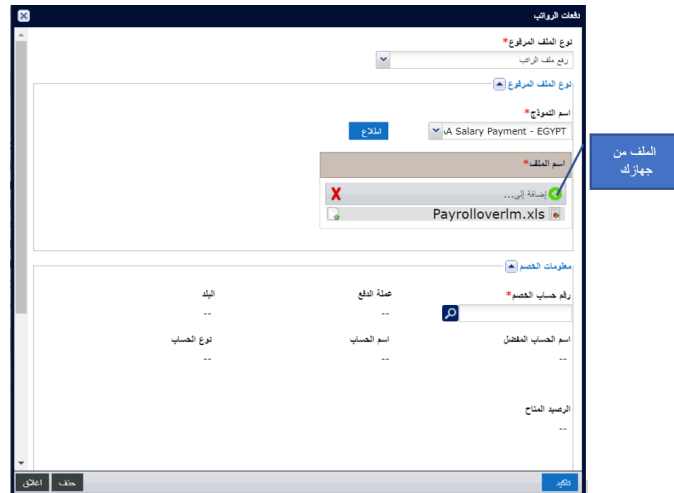 دفعات الرواتب
نوع الملف المرفوع*
رفع ملف الراتب
نوع الملف المرفوع
اسم النموذج*
A Salary Payment - EGYPT
اطلاع
اسم الملف*
إضافة إلى...
Payrolloverlm.xls
الملف من
جهازك
معلومات الخصم
رقم حساب الخصم*
عملة الدفع
البلد
--
--
اسم الحساب المفضل
اسم الحساب
نوع الحساب
--
--
--
الرصيد المتاح
--
تاكيد
حذف
اغلاق